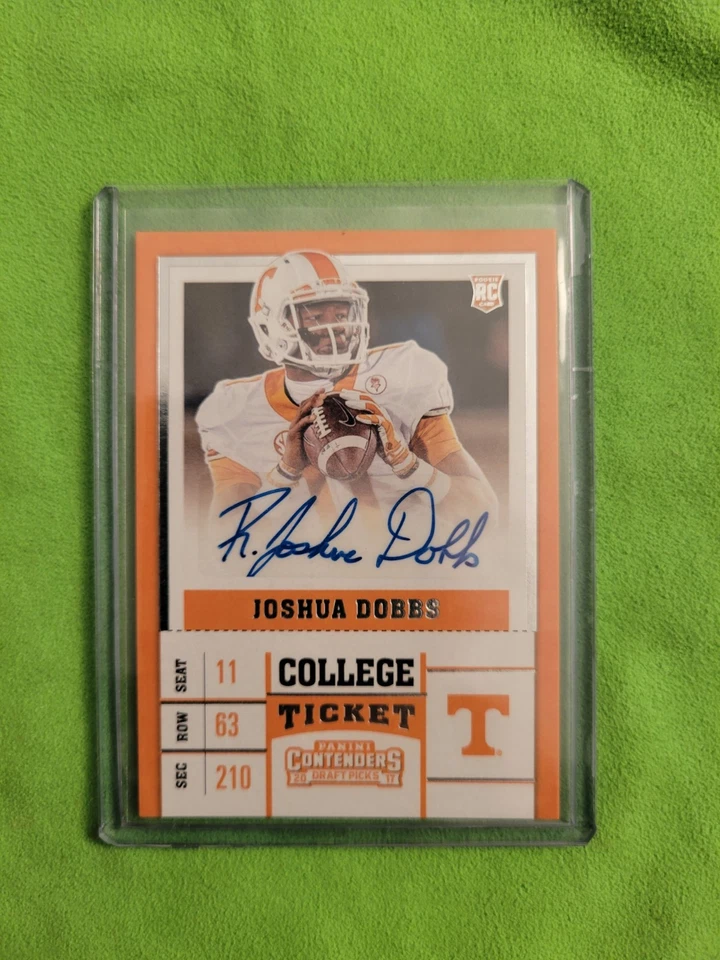 ROOKIE
RC
R. Joshua Dobbs
JOSHUA DOBBS
SEAT 11
ROW 63
SEC 210
COLLEGE
TICKET
PANINI
CONTENDERS
20 DRAFT PICKS 17
T